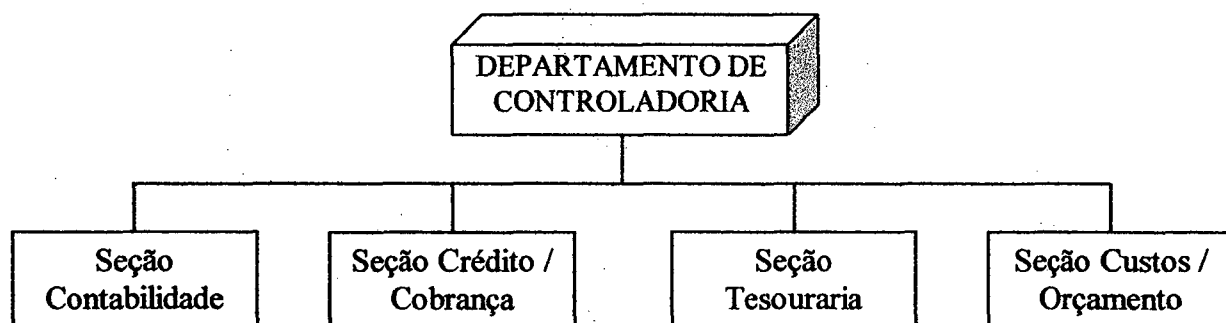 DEPARTAMENTO DE
CONTROLADORIA
Seção
Contabilidade
Seção Crédito /
Cobrança
Seção
Tesouraria
Seção Custos /
Orçamento